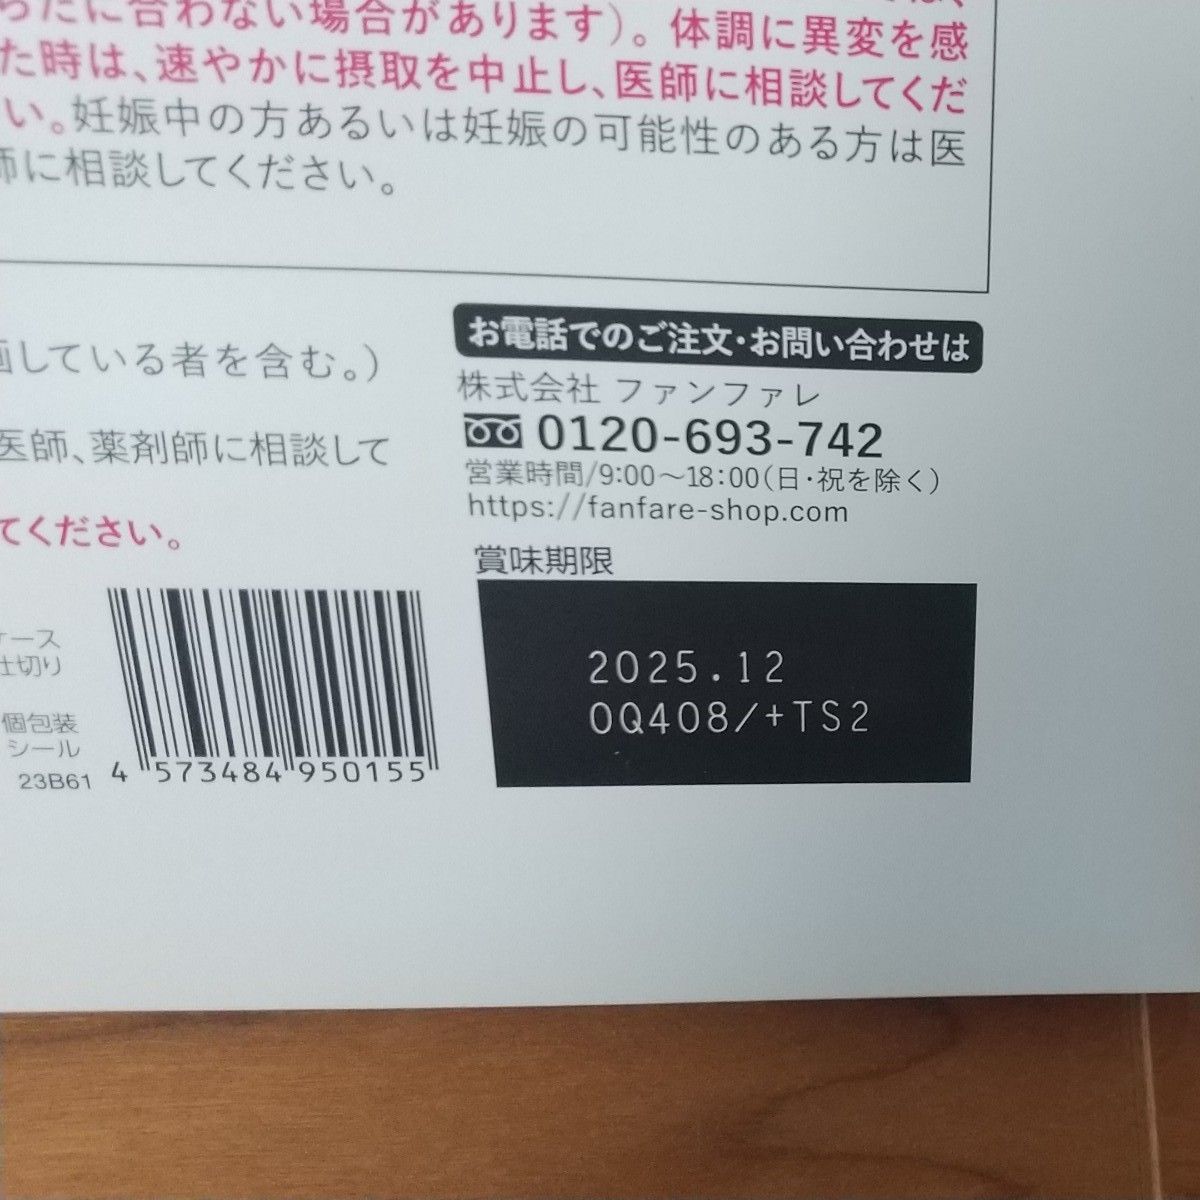 らだに合わない場合があります)。体調に異変を感
た時は、速やかに摂取を中止し、医師に相談してくだ
い。妊娠中の方あるいは妊娠の可能性のある方は医
師に相談してください。
画している者を含む。)
医師、薬剤師に相談して
てください。
お電話でのご注文・お問い合わせは
株式会社 ファンファレ
0120-693-742
営業時間/9:00〜18:00(日・祝を除く)
https://fanfare-shop.com
賞味期限
2025.12
0Q408/+TS2
ケース
仕切り
個包装
シール
23B61
4 573484 950155